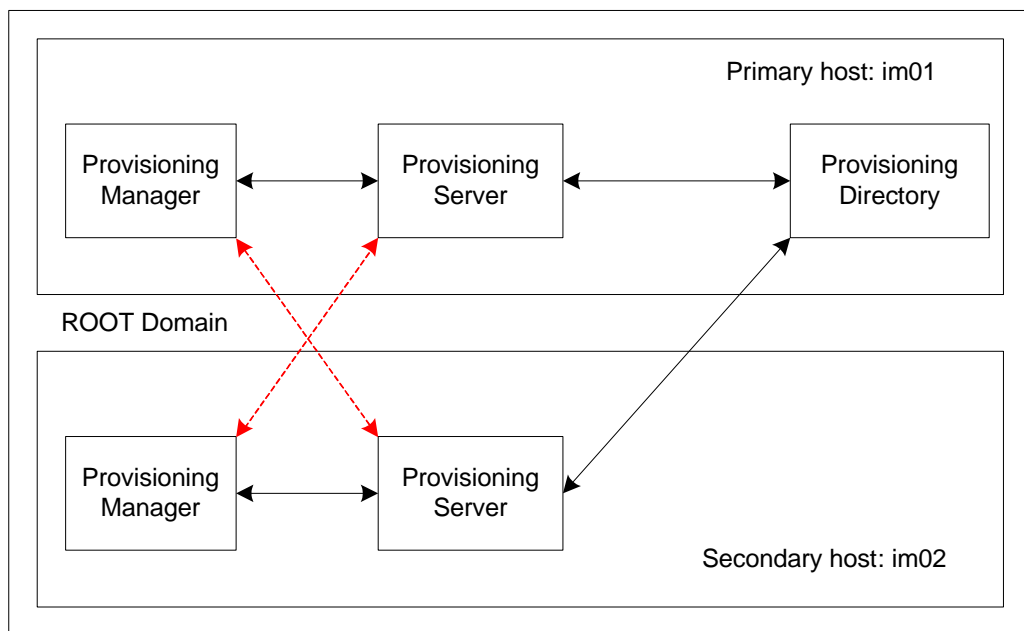 Primary host: im01
Provisioning
Manager
Provisioning
Server
Provisioning
Directory
ROOT Domain
Provisioning
Manager
Provisioning
Server
Secondary host: im02